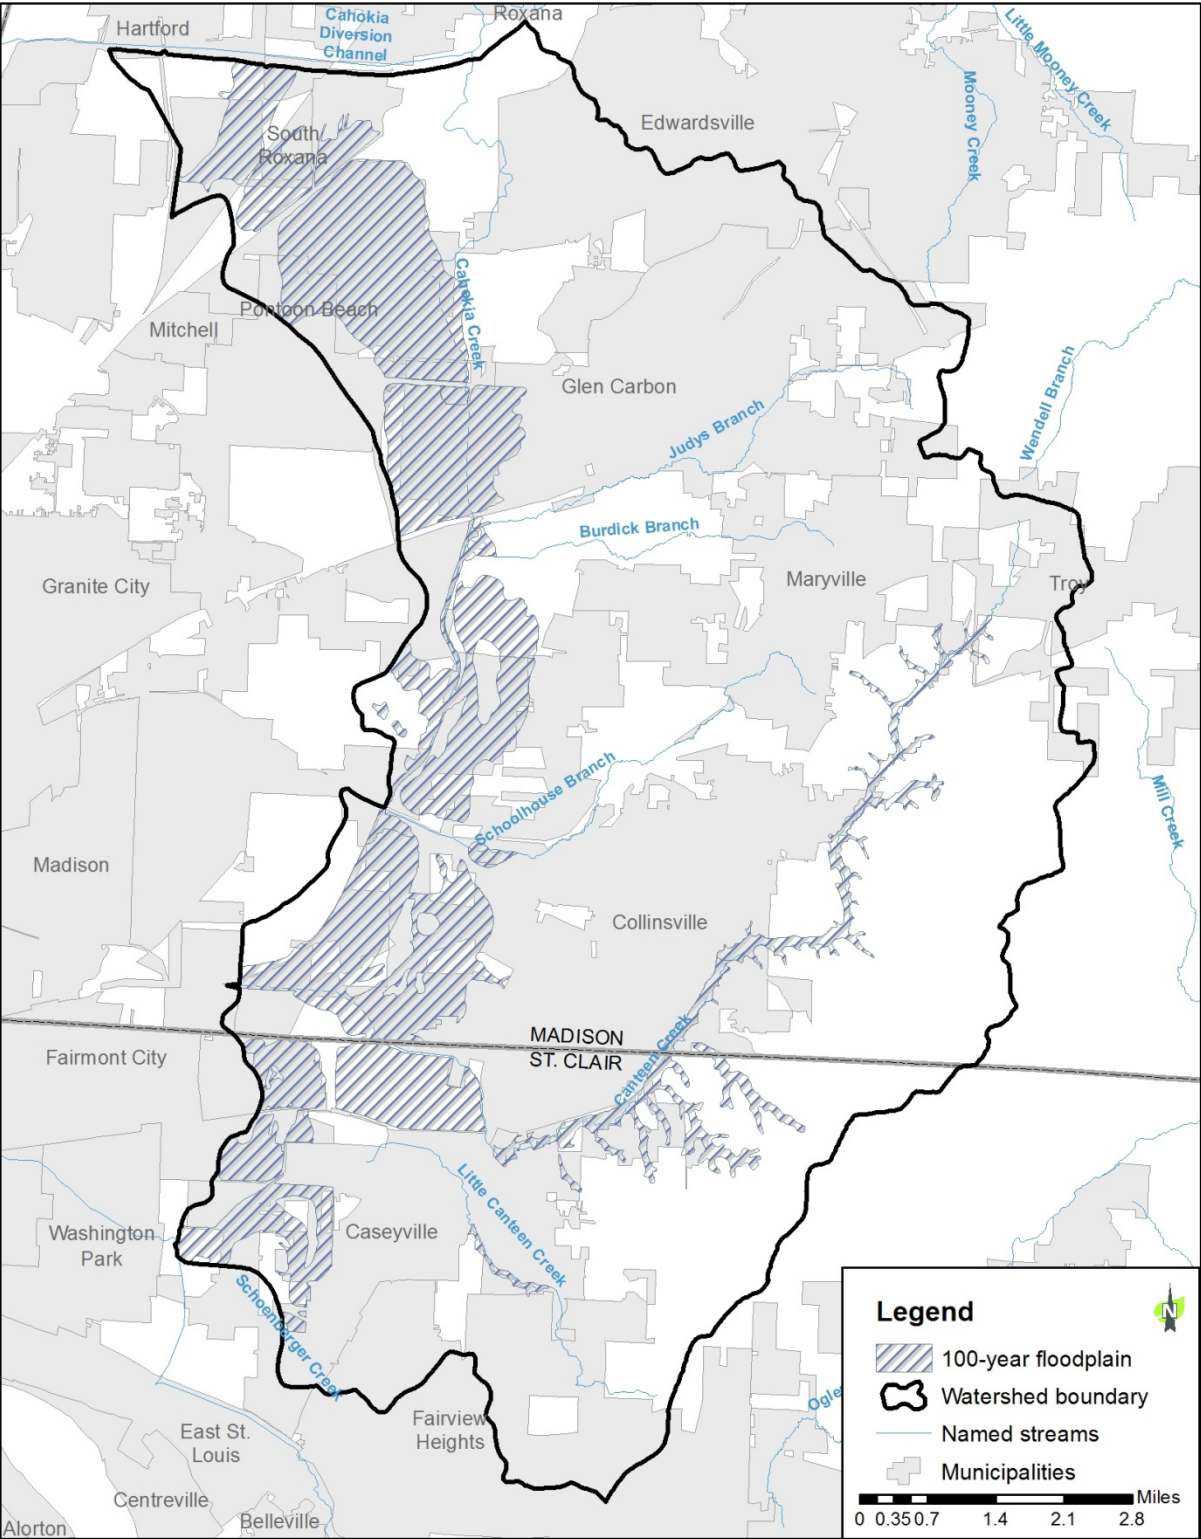 Hartford
Cahokia
Diversion
Channel
Roxana
Little Mooney Creek
Mooney Creek
Edwardsville
South
Roxana
Cahokia Creek
Pontoon Beach
Mitchell
Glen Carbon
Judys Branch
Wendell Branch
Burdick Branch
Granite City
Maryville
Troy
Schoolhouse Branch
Mill Creek
Madison
Collinsville
MADISON
ST. CLAIR
Fairmont City
Canteen Creek
Little Canteen Creek
Washington
Park
Caseyville
Schoenberger Creek
Fairview
Heights
East St.
Louis
Centreville
Belleville
Alorton
Ogle
Legend
N
100-year floodplain
Watershed boundary
Named streams
Municipalities
Miles
0 0.35 0.7 1.4 2.1 2.8